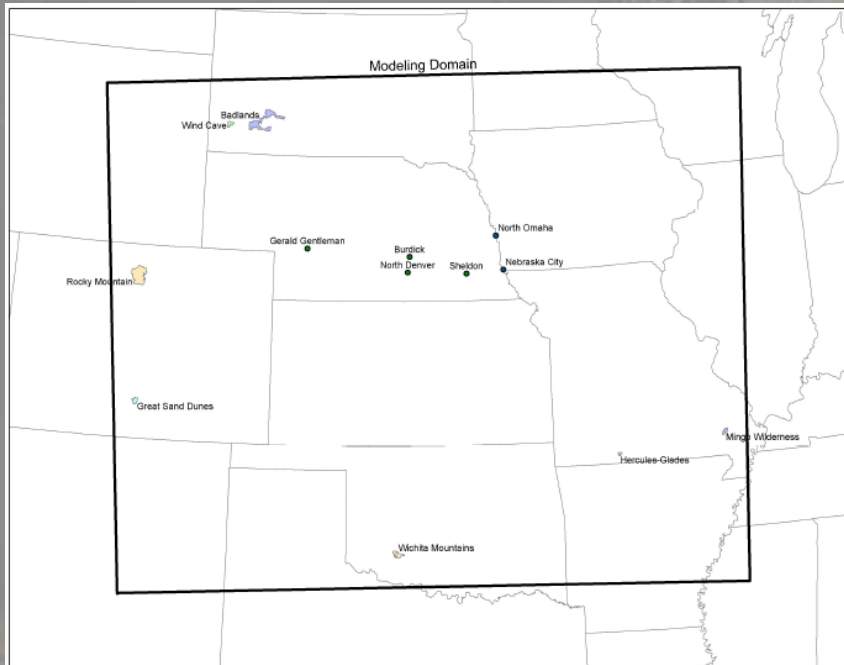 Modeling Domain
Badlands
Wind Cave
North Omaha
Gerald Gentleman
Burdick
North Denver
Sheldon
Nebraska City
Rocky Mountain
Great Sand Dunes
Mingo Wilderness
Hercules-Glades
Wichita Mountains